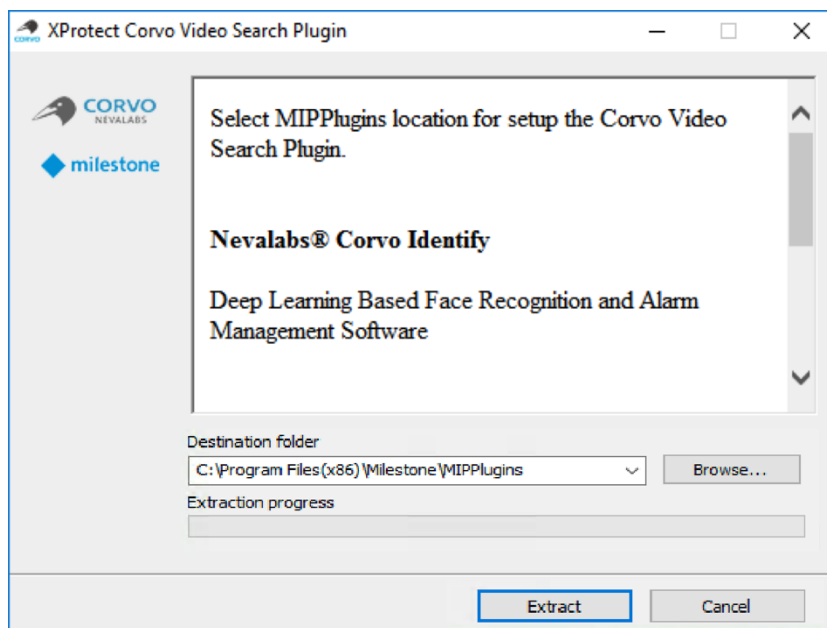 XProtect Corvo Video Search Plugin
CORVO
CORVO
NEVALABS
milestone
Select MIPPlugins location for setup the Corvo Video
Search Plugin.
Nevalabs® Corvo Identify
Deep Learning Based Face Recognition and Alarm
Management Software
Destination folder
C:\Program Files(x86)\Milestone\MIPPlugins
Browse...
Extraction progress
Extract
Cancel